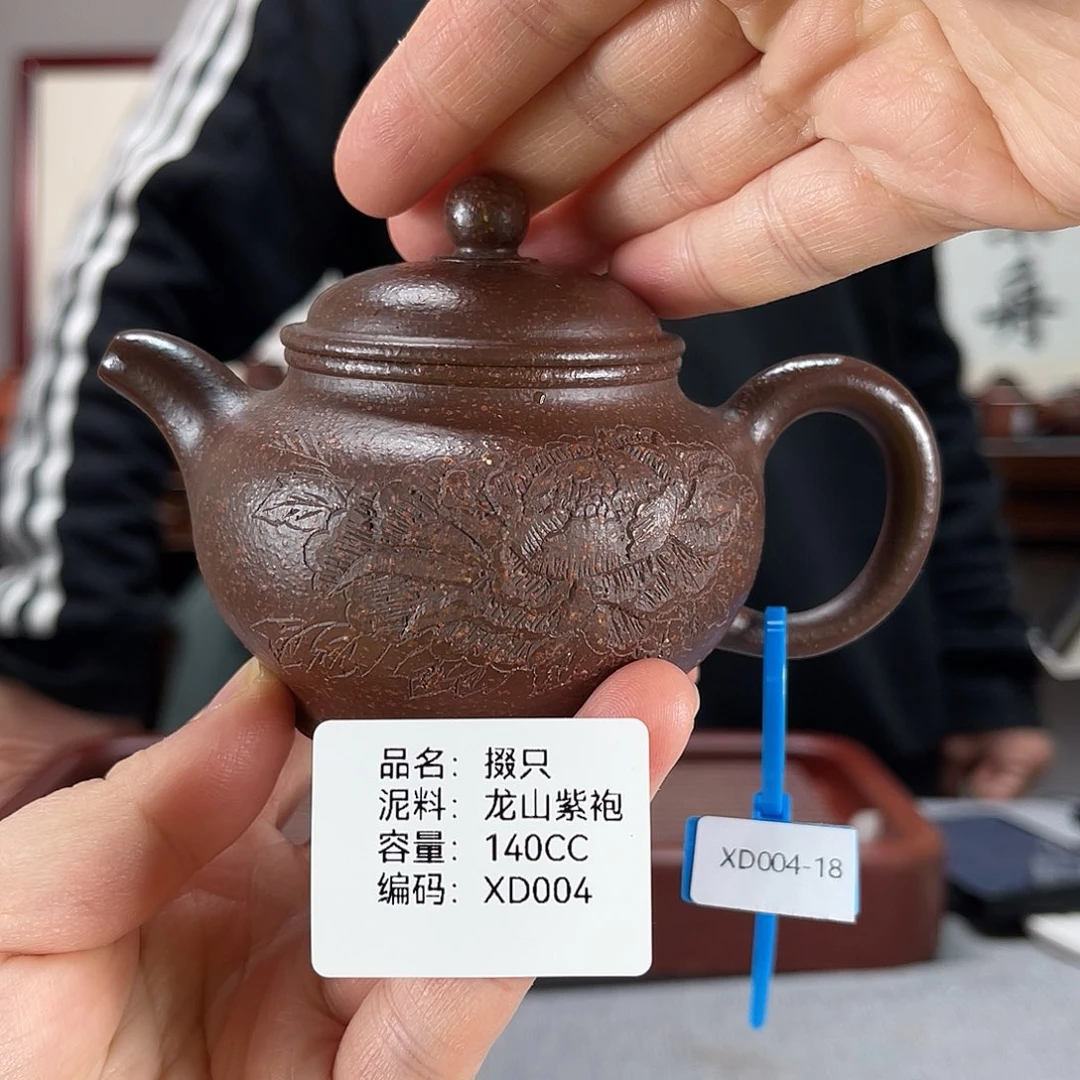 品名：掇只
泥料：龙山紫袍
容量：140CC
编码：XD004
XD004-18